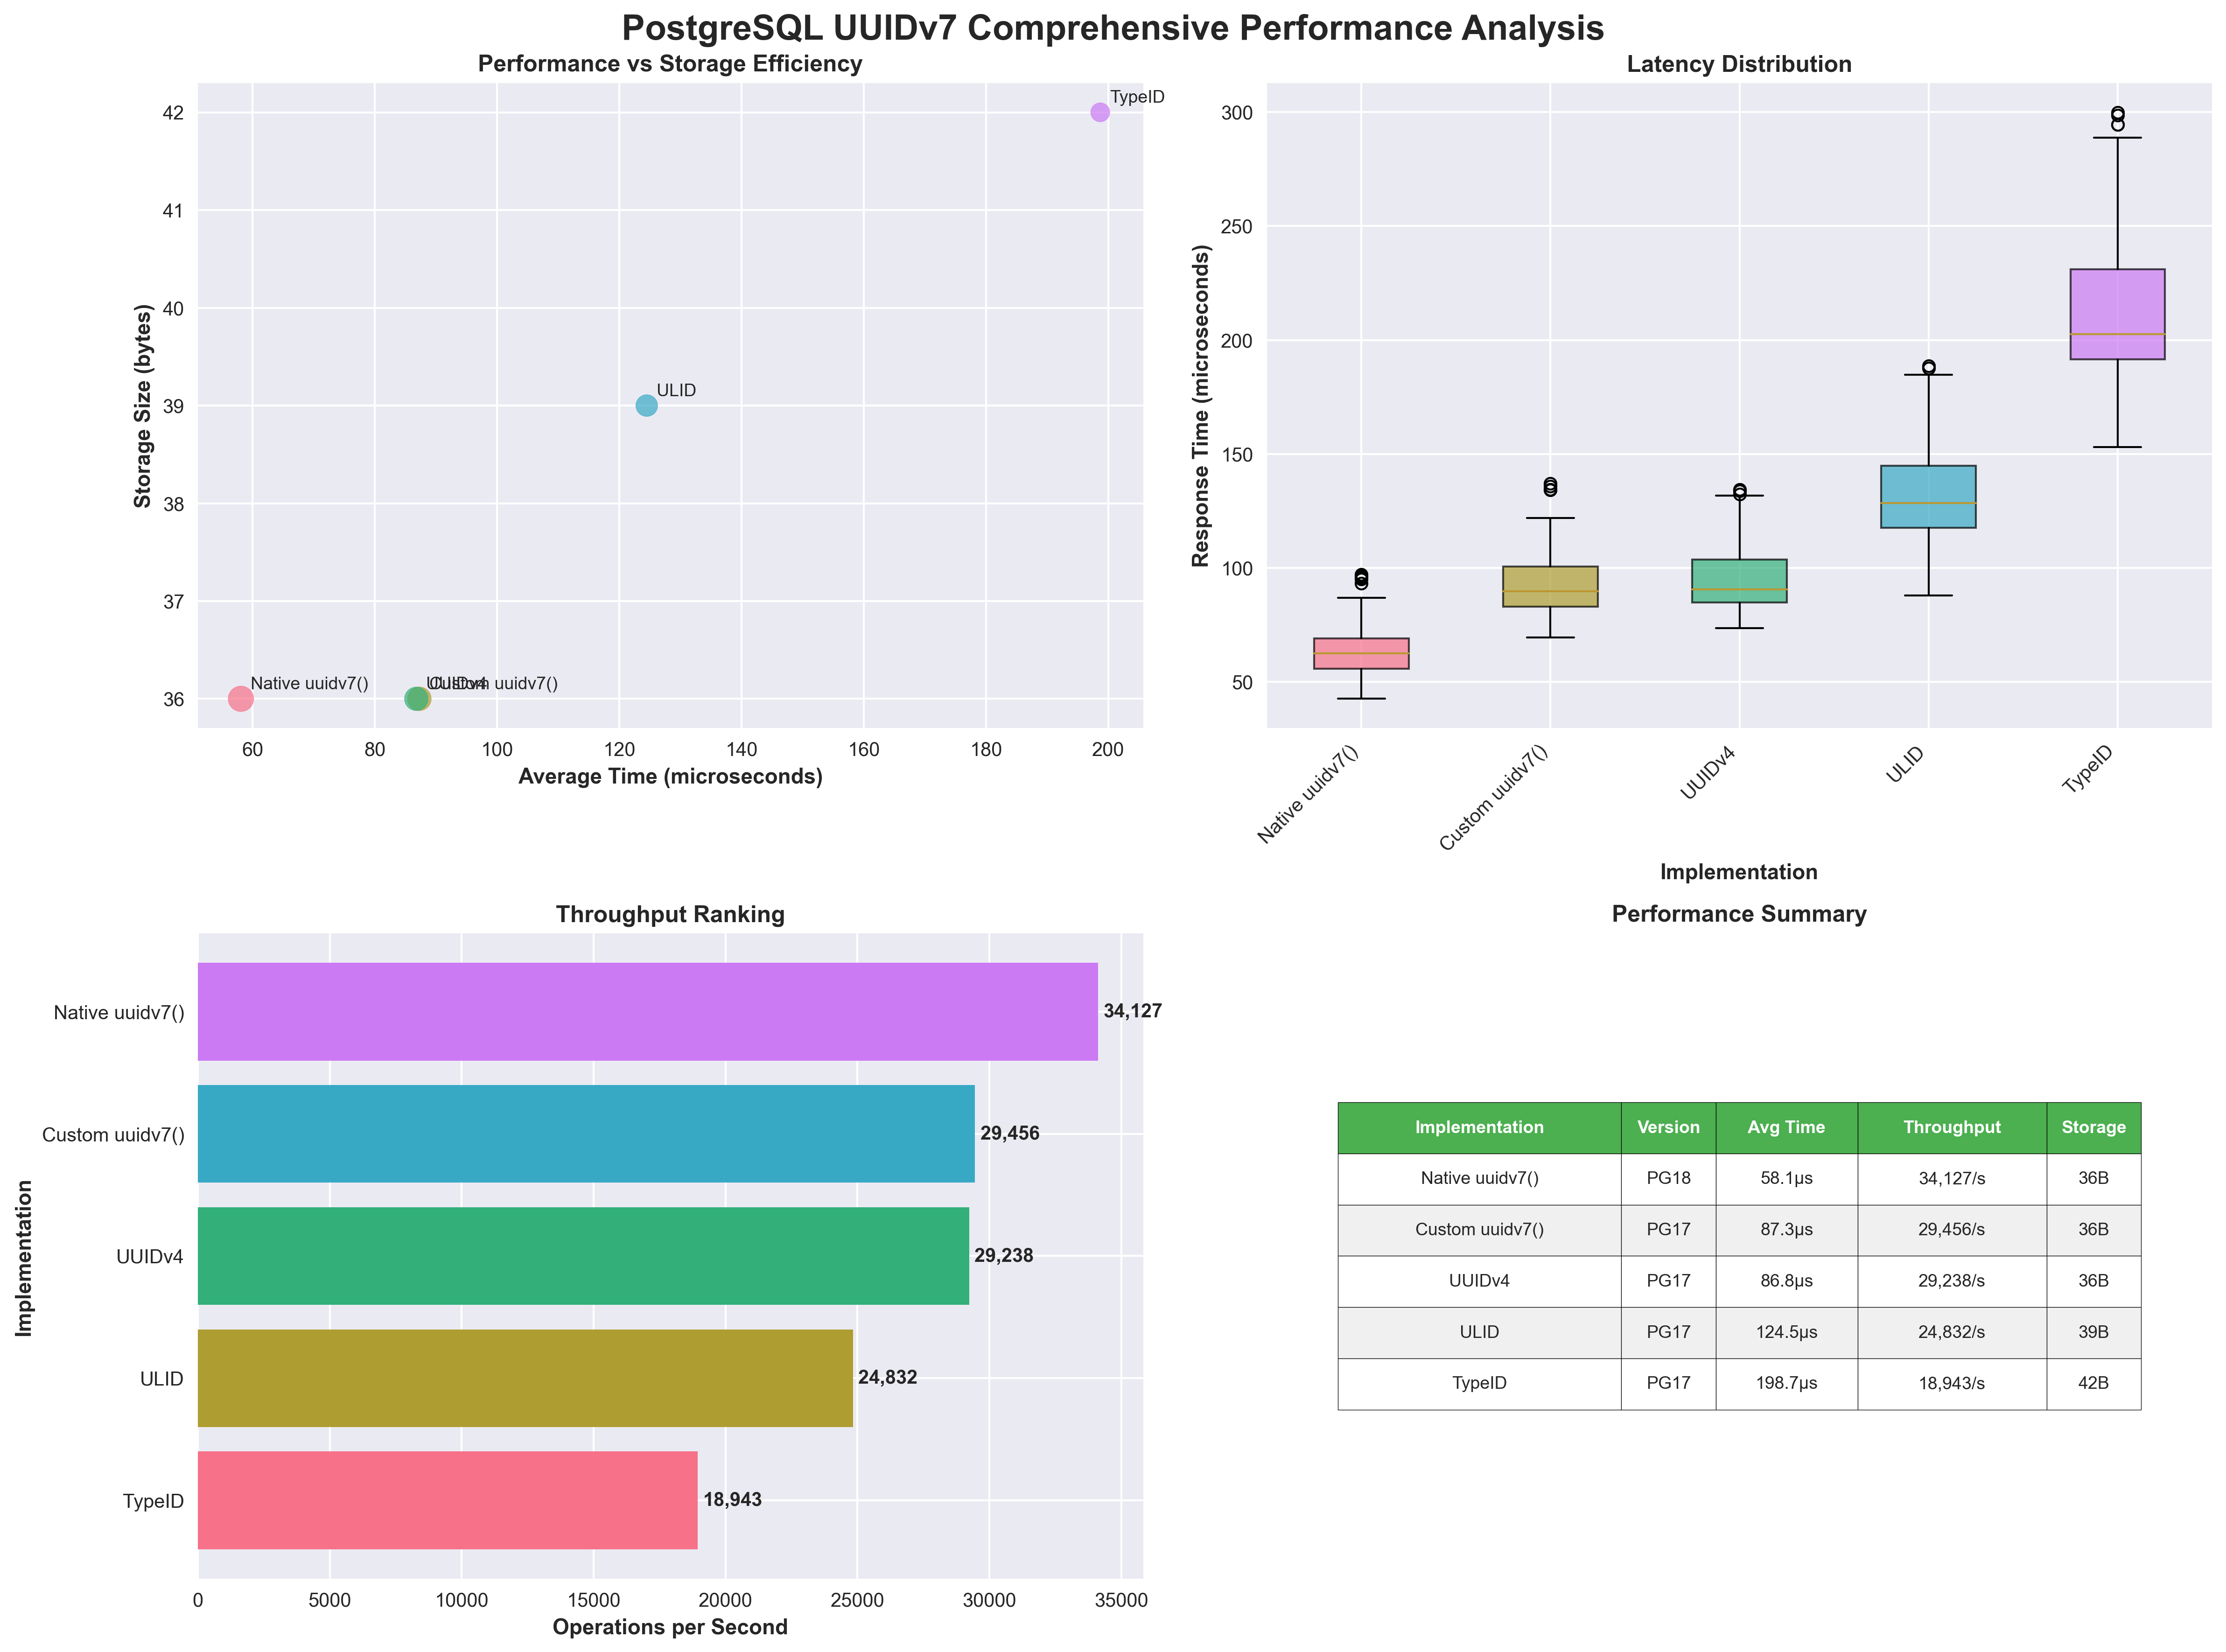 PostgreSQL UUIDv7 Comprehensive Performance Analysis
Performance vs Storage Efficiency
Storage Size (bytes)
42
41
40
39
38
37
36
TypeID
ULID
Native uuidv7()
UUIDv4
Custom uuidv7()
60 80 100 120 140 160 180 200
Average Time (microseconds)
Latency Distribution
Response Time (microseconds)
300
250
200
150
100
50
Native uuidv7()
Custom uuidv7()
UUIDv4
ULID
TypeID
Implementation
Throughput Ranking
Implementation
Native uuidv7() 34,127
Custom uuidv7() 29,456
UUIDv4 29,238
ULID 24,832
TypeID 18,943
0 5000 10000 15000 20000 25000 30000 35000
Operations per Second
Performance Summary
Implementation Version Avg Time Throughput Storage
Native uuidv7() PG18 58.1μs 34,127/s 36B
Custom uuidv7() PG17 87.3μs 29,456/s 36B
UUIDv4 PG17 86.8μs 29,238/s 36B
ULID PG17 124.5μs 24,832/s 39B
TypeID PG17 198.7μs 18,943/s 42B